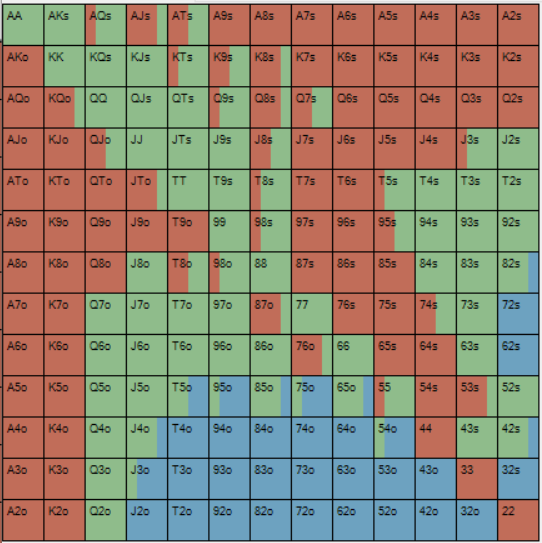 AA AKs AQs AJs ATs A9s A8s A7s A6s A5s A4s A3s A2s
AKo KK KQs KJs KTs K9s K8s K7s K6s K5s K4s K3s K2s
AQo KQo QQ QJs QTs Q9s Q8s Q7s Q6s Q5s Q4s Q3s Q2s
AJo KJo QJo JJ JTs J9s J8s J7s J6s J5s J4s J3s J2s
ATo KTo QTo JTo TT T9s T8s T7s T6s T5s T4s T3s T2s
A9o K9o Q9o J9o T9o 99 98s 97s 96s 95s 94s 93s 92s
A8o K8o Q8o J8o T8o 98o 88 87s 86s 85s 84s 83s 82s
A7o K7o Q7o J7o T7o 97o 87o 77 76s 75s 74s 73s 72s
A6o K6o Q6o J6o T6o 96o 86o 76o 66 65s 64s 63s 62s
A5o K5o Q5o J5o T5o 95o 85o 75o 65o 55 54s 53s 52s
A4o K4o Q4o J4o T4o 94o 84o 74o 64o 54o 44 43s 42s
A3o K3o Q3o J3o T3o 93o 83o 73o 63o 53o 43o 33 32s
A2o K2o Q2o J2o T2o 92o 82o 72o 62o 52o 42o 32o 22